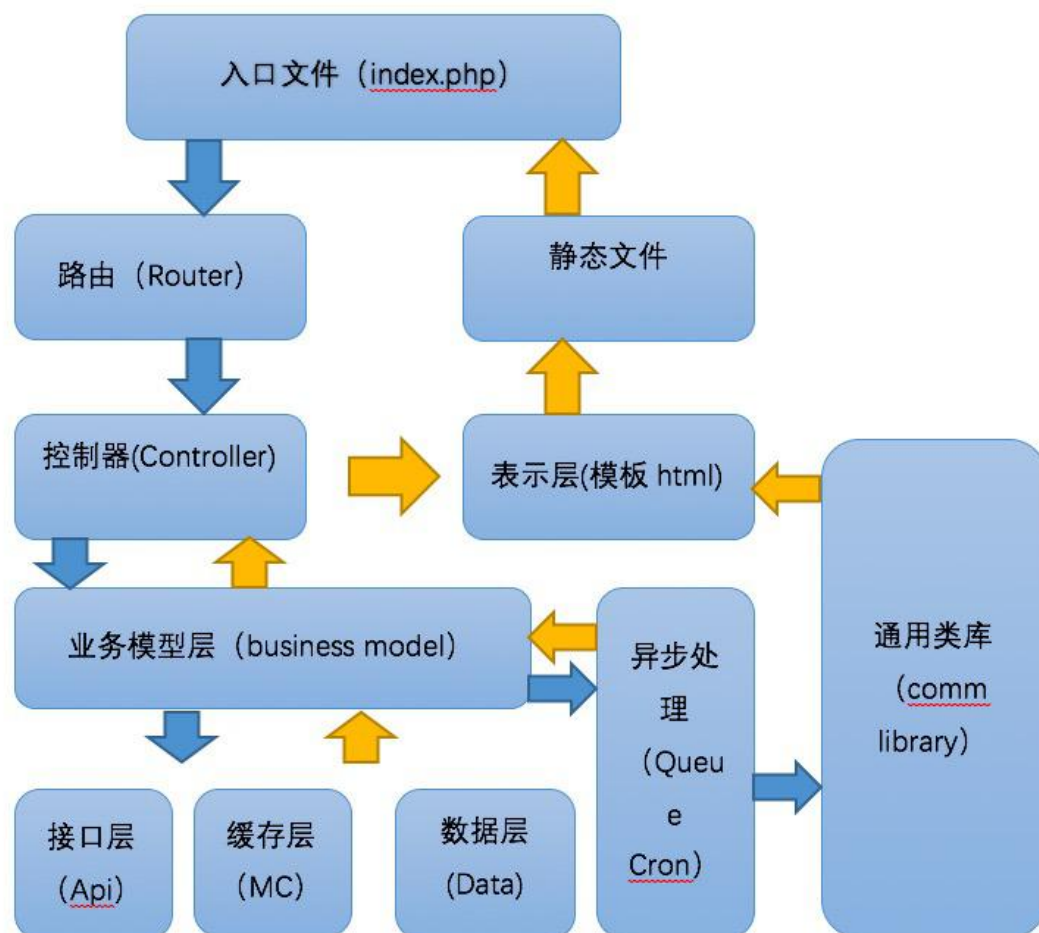 入口文件（index.php）
路由（Router）
静态文件
控制器(Controller)
表示层(模板 html)
业务模型层（business model）
异步处
理
（Queu
e
Cron）
通用类库
（comm
library）
接口层
（Api）
缓存层
（MC）
数据层
(Data)